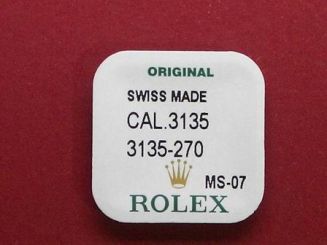 ORIGINAL
SWISS MADE
CAL.3135
3135-270
MS-07
ROLEX